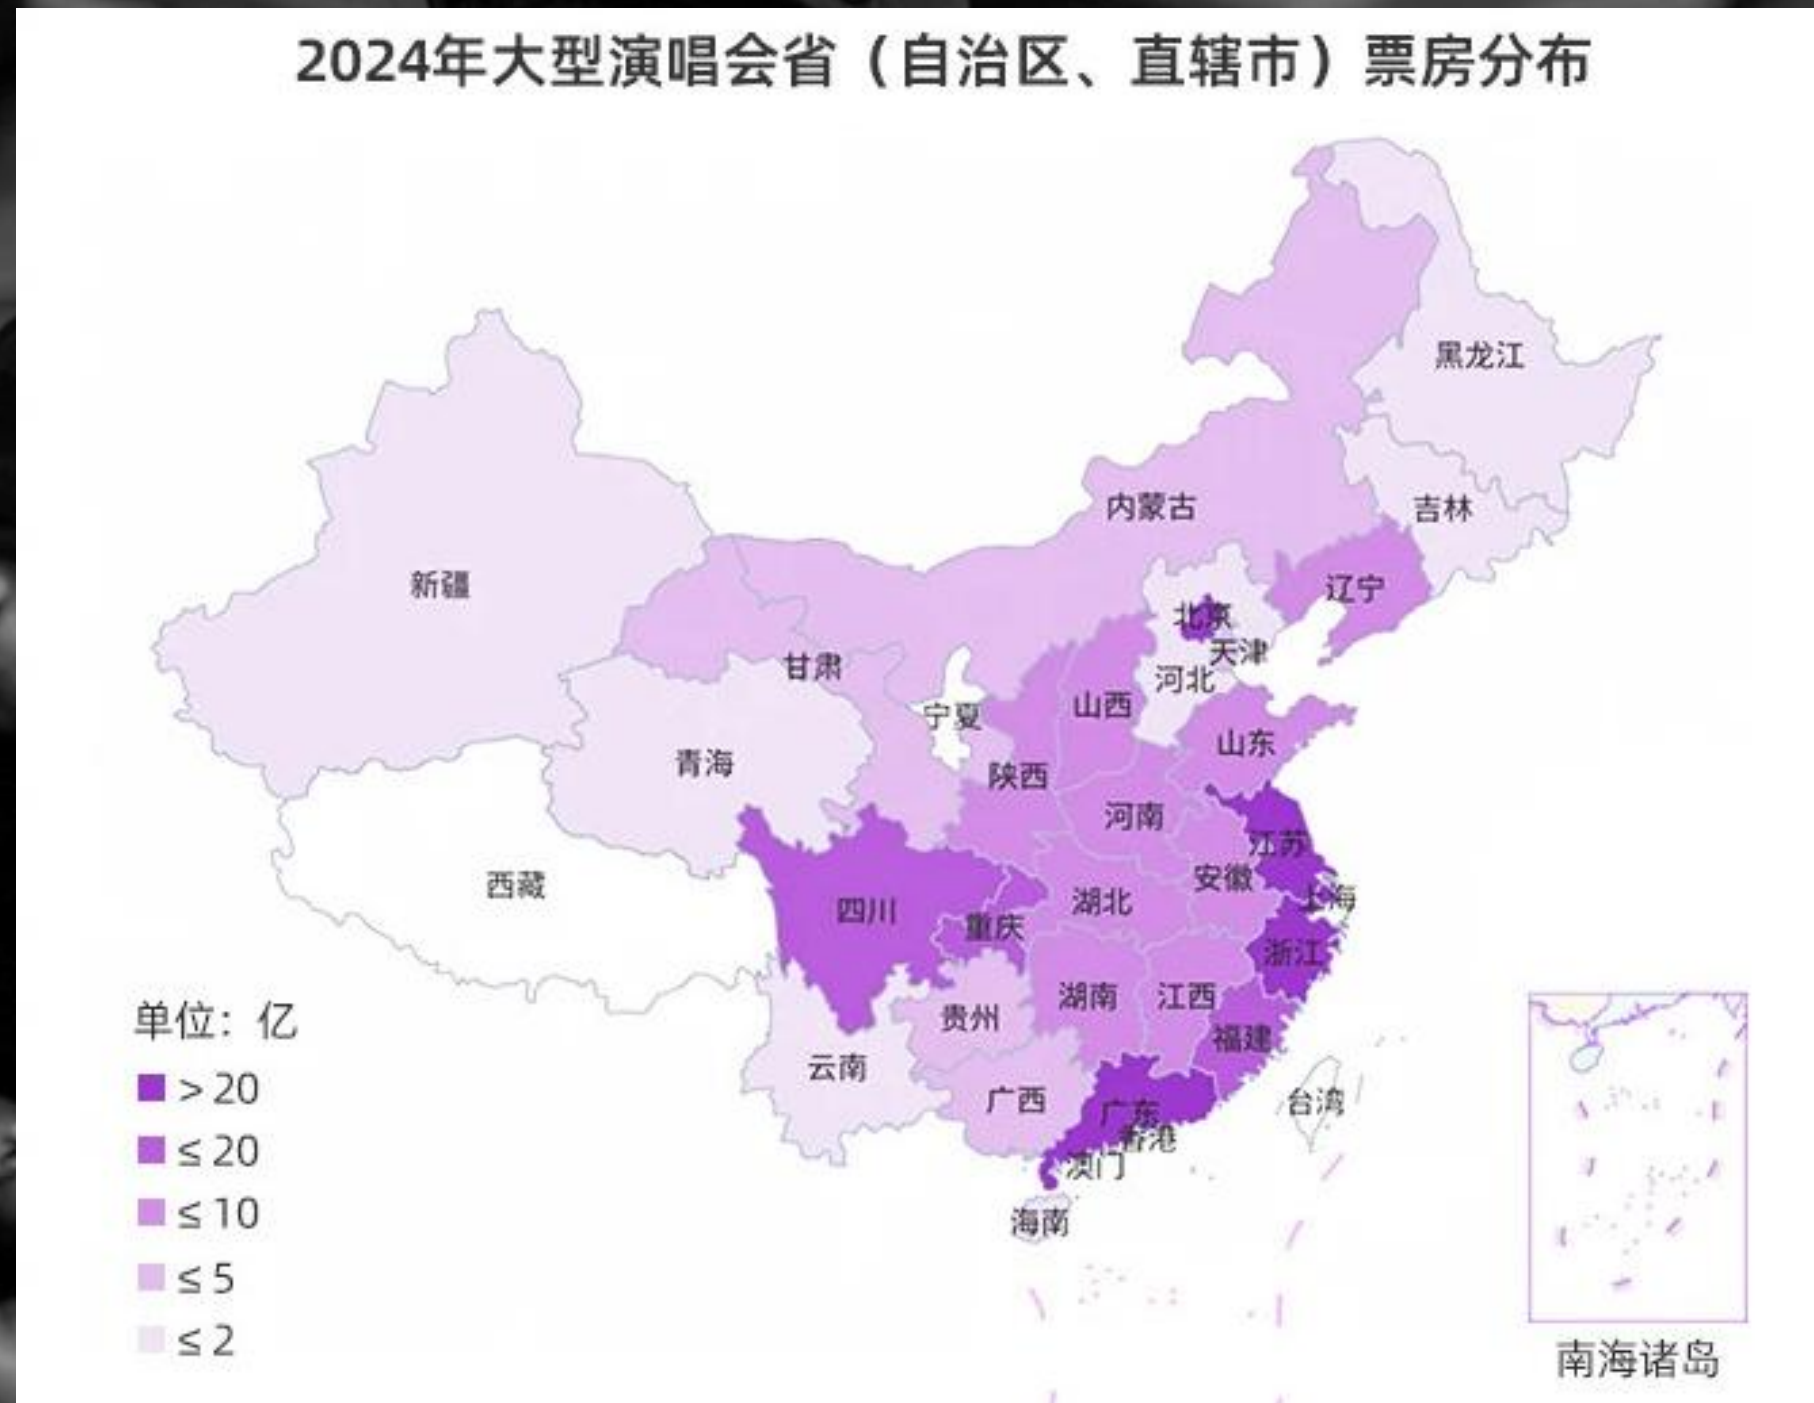 2024年大型演唱会省（自治区、直辖市）票房分布
黑龙江
内蒙古
吉林
新疆
辽宁
北京
天津
甘肃
河北
山西
宁夏
山东
青海
陕西
河南
江苏
安徽
西藏
上海
湖北
四川
重庆
浙江
湖南
江西
贵州
福建
云南
广西
台湾
广东
香港
澳门
海南
单位：亿
>20
≤20
≤10
≤5
≤2
南海诸岛